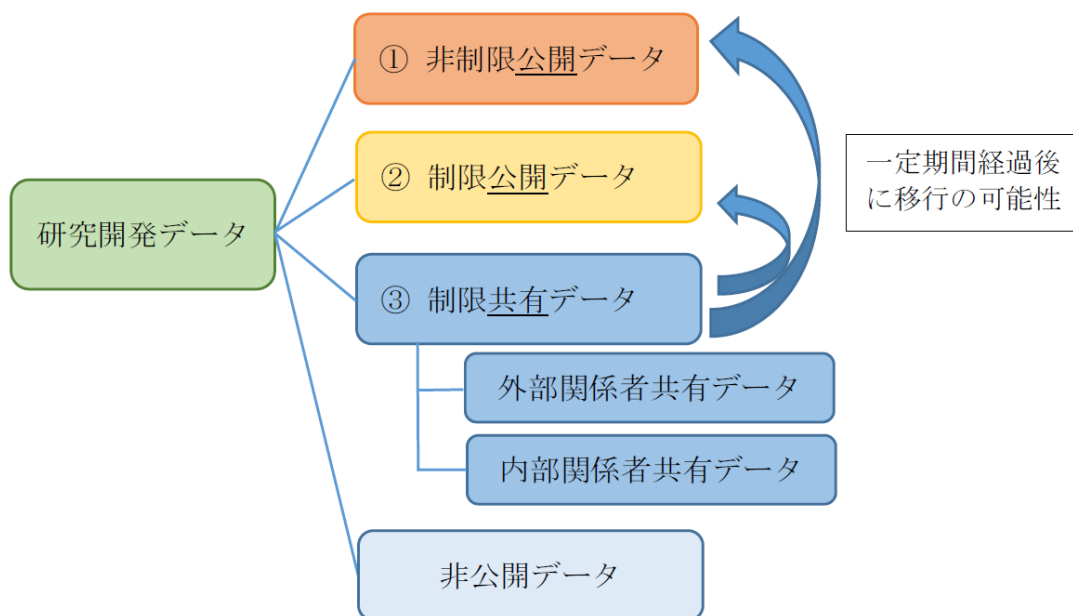 ① 非制限公開データ
② 制限公開データ
一定期間経過後
に移行の可能性
研究開発データ
③ 制限共有データ
外部関係者共有データ
内部関係者共有データ
非公開データ